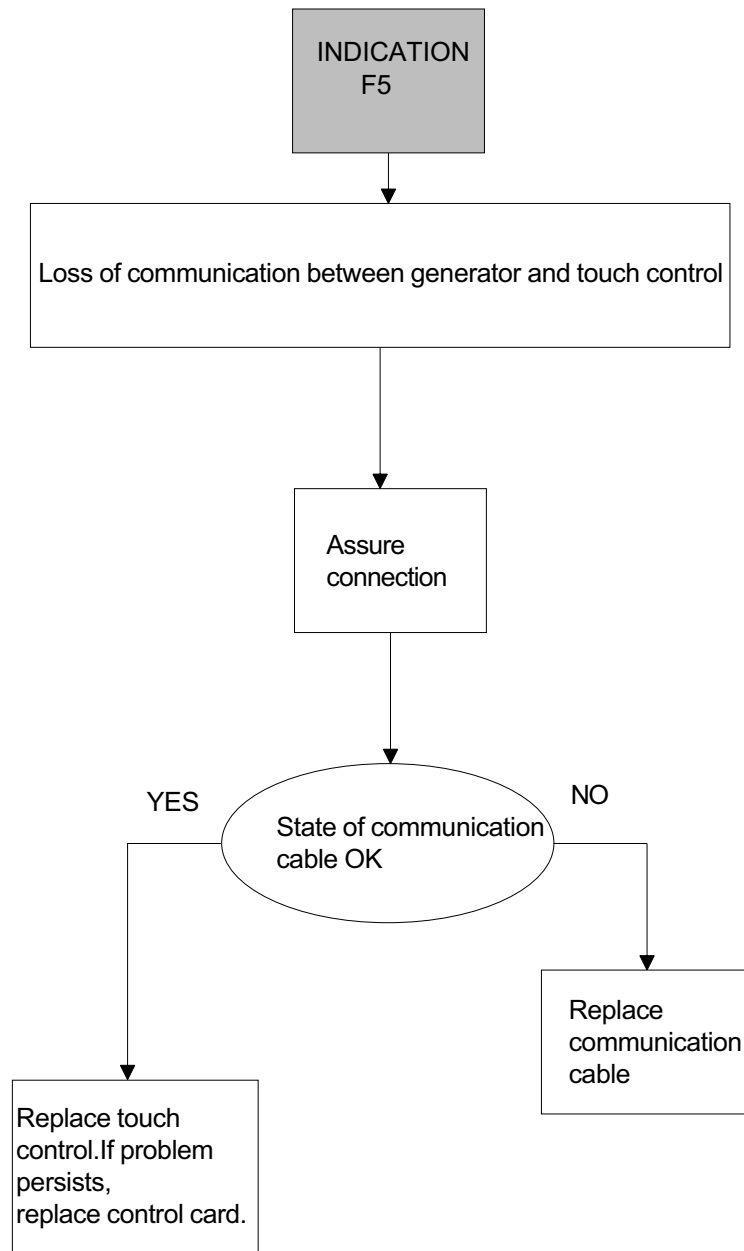 INDICATION
F5
Loss of communication between generator and touch control
Assure
connection
YES
NO
State of communication
cable OK
Replace
communication
cable
Replace touch
control.If problem
persists,
replace control card.